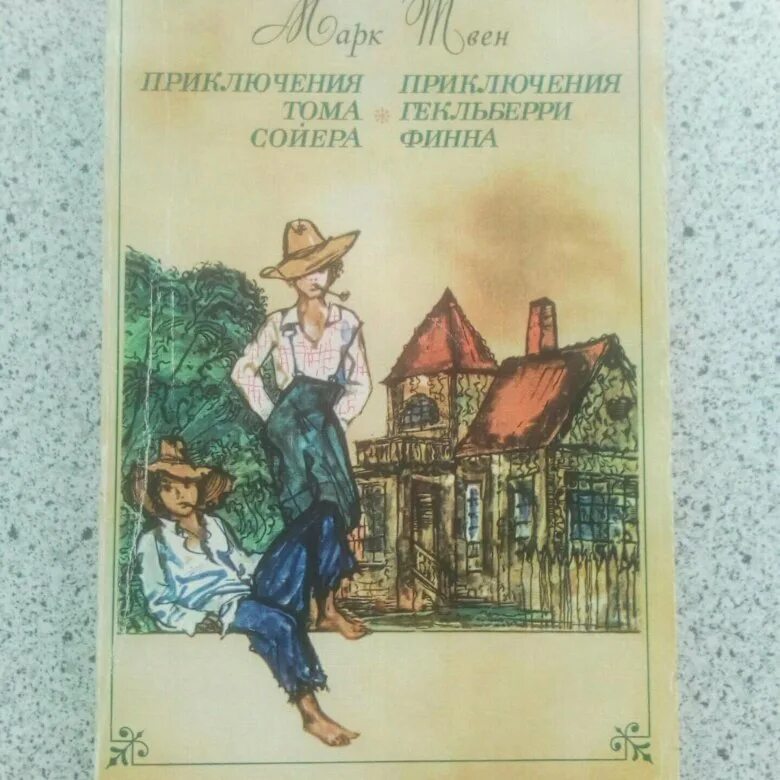 Марк Твен
ПРИКЛЮЧЕНИЯ ТОМА СОЙЕРА
*
ПРИКЛЮЧЕНИЯ ГЕКЛЬБЕРРИ ФИННА